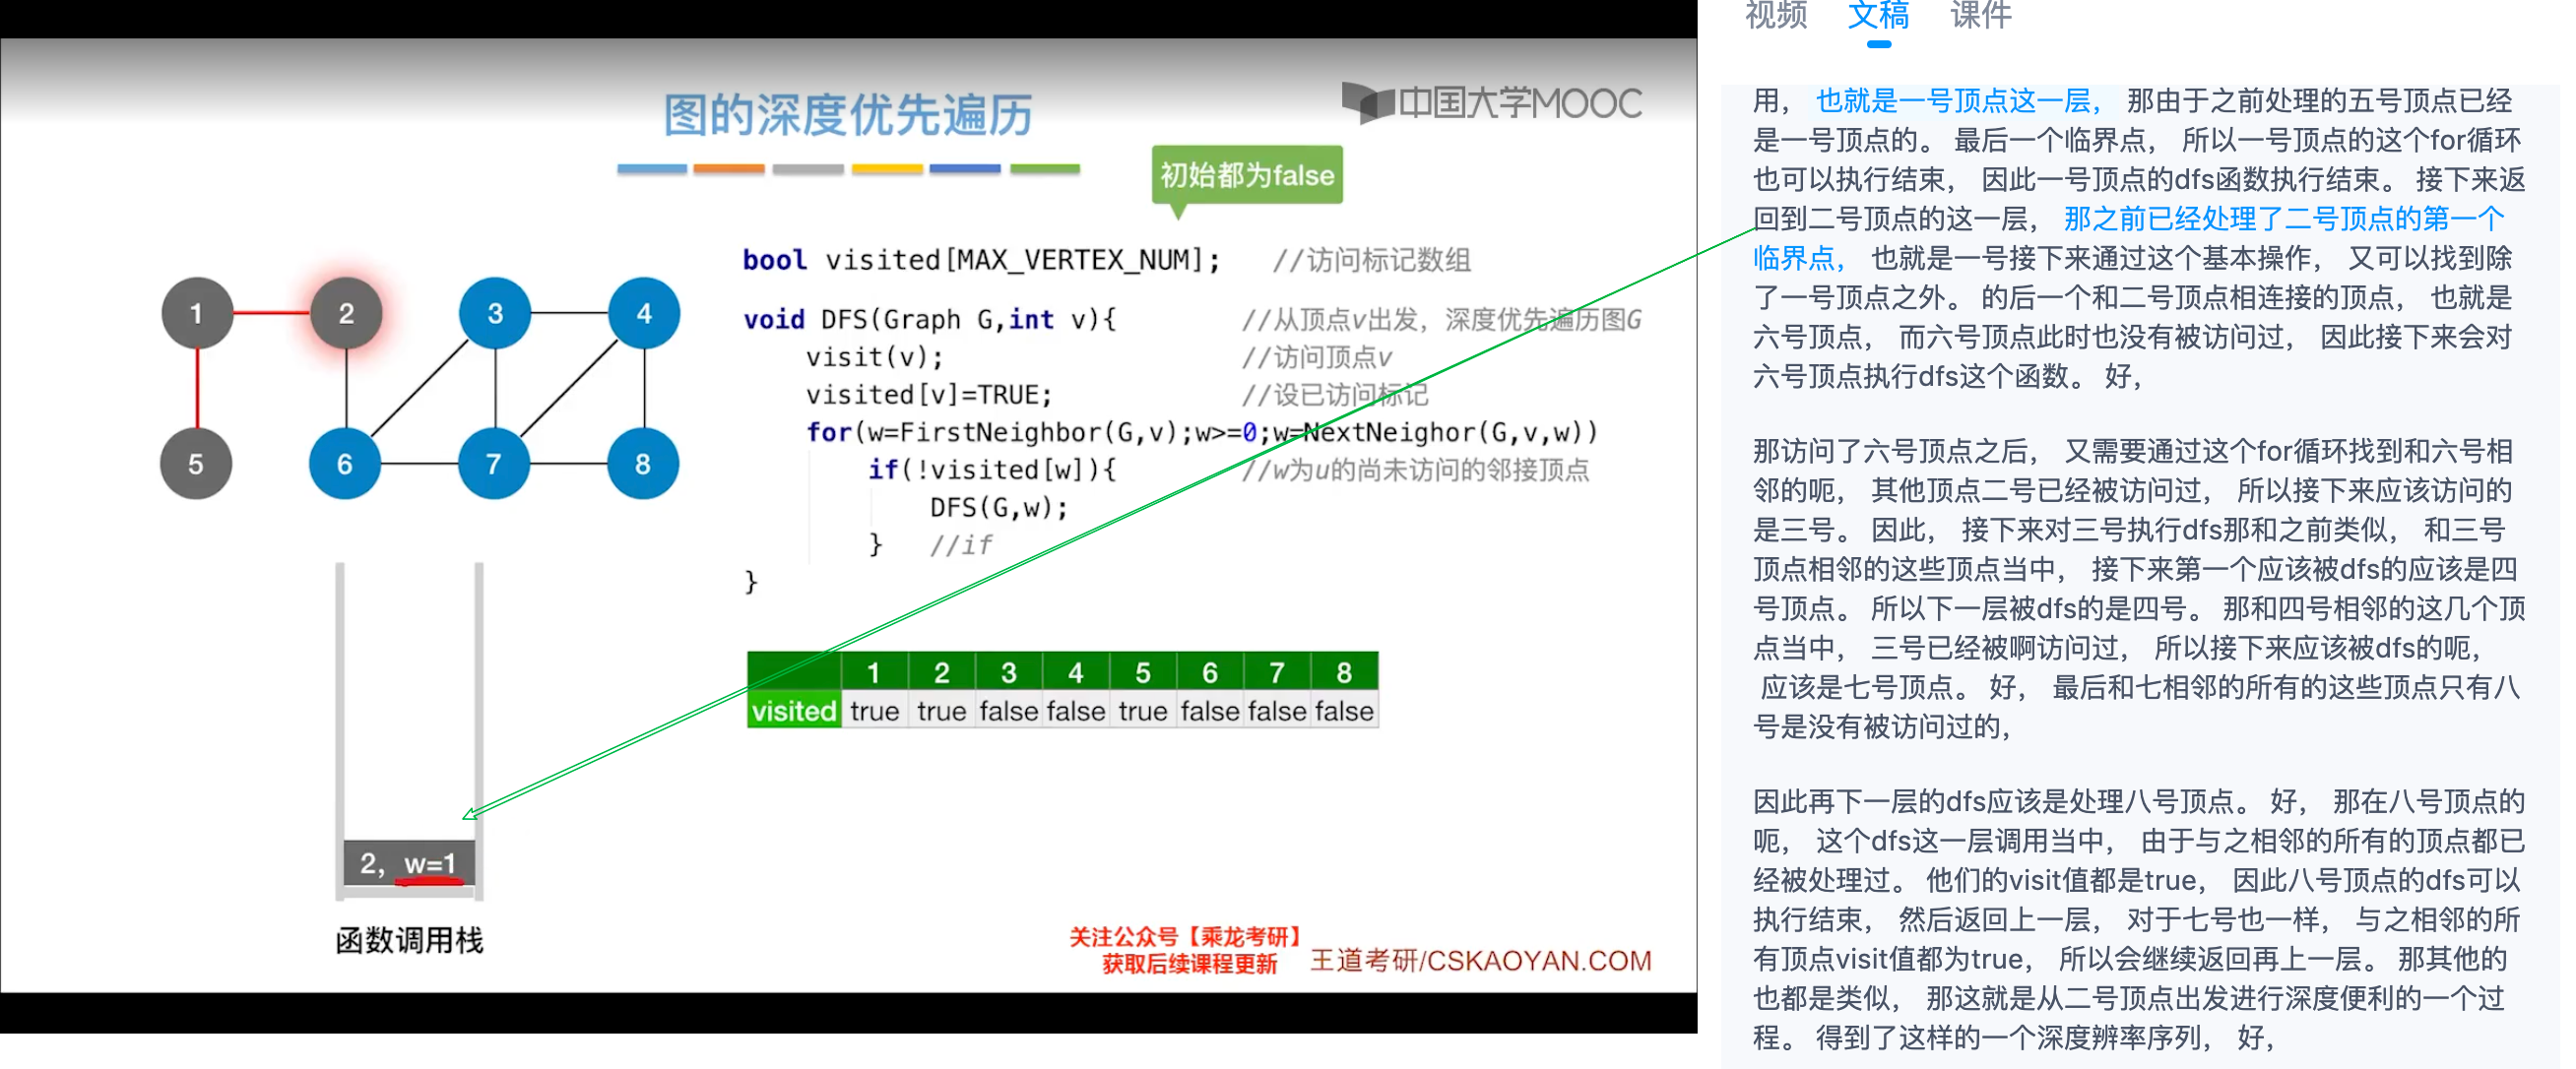 图的深度优先遍历
中国大学MOOC
初始都为false
bool visited[MAX_VERTEX_NUM]; //访问标记数组
void DFS(Graph G,int v){ //从顶点v出发，深度优先遍历图G
visit(v); //访问顶点v
visited[v]=TRUE; //设已访问标记
for(w=FirstNeighbor(G,v);w>=0;w=NextNeighor(G,v,w))
if(!visited[w]){ //w为u的尚未访问的邻接顶点
DFS(G,w);
} //if
}
1 2 3 4
5 6 7 8
1 2 3 4 5 6 7 8
visited true true false false true false false false
2, w=1
函数调用栈
关注公众号【乘龙考研】
获取后续课程更新
王道考研/CSKAOYAN.COM
视频 文稿 课件
用， 也就是一号顶点这一层， 那由于之前处理的五号顶点已经
是一号顶点的。 最后一个临界点， 所以一号顶点的这个for循环
也可以执行结束， 因此一号顶点的dfs函数执行结束。 接下来返
回到二号顶点的这一层， 那之前已经处理了二号顶点的第一个
临界点， 也就是一号接下来通过这个基本操作， 又可以找到除
了一号顶点之外。 的后一个和二号顶点相连接的顶点， 也就是
六号顶点， 而六号顶点此时也没有被访问过， 因此接下来会对
六号顶点执行dfs这个函数。 好，
那访问了六号顶点之后， 又需要通过这个for循环找到和六号相
邻的呃， 其他顶点二号已经被访问过， 所以接下来应该访问的
是三号。 因此， 接下来对三号执行dfs那和之前类似， 和三号
顶点相邻的这些顶点当中， 接下来第一个应该被dfs的应该是四
号顶点。 所以下一层被dfs的是四号。 那和四号相邻的这几个顶
点当中， 三号已经被啊访问过， 所以接下来应该被dfs的呃，
应该是七号顶点。 好， 最后和七相邻的所有的这些顶点只有八
号是没有被访问过的，
因此再下一层的dfs应该是处理八号顶点。 好， 那在八号顶点的
呃， 这个dfs这一层调用当中， 由于与之相邻的所有的顶点都已
经被处理过。 他们的visit值都是true， 因此八号顶点的dfs可以
执行结束， 然后返回上一层， 对于七号也一样， 与之相邻的所
有顶点visit值都为true， 所以会继续返回再上一层。 那其他的
也都是类似， 那这就是从二号顶点出发进行深度便利的一个过
程。 得到了这样的一个深度辨率序列， 好，